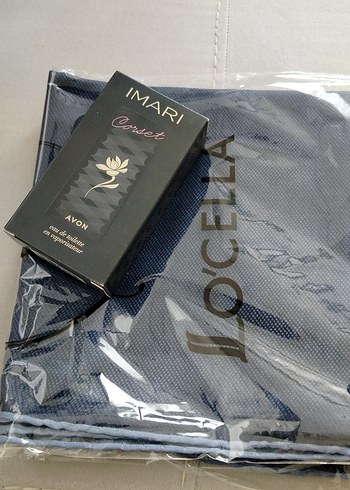 IMARI
Corset
AVON
eau de toilette
en vaporisateur
LO'CELLA